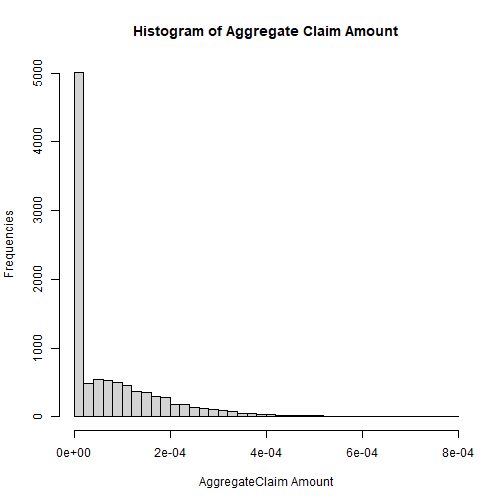 Histogram of Aggregate Claim Amount
Frequencies
5000
4000
3000
2000
1000
0
0e+00 2e-04 4e-04 6e-04 8e-04
AggregateClaim Amount